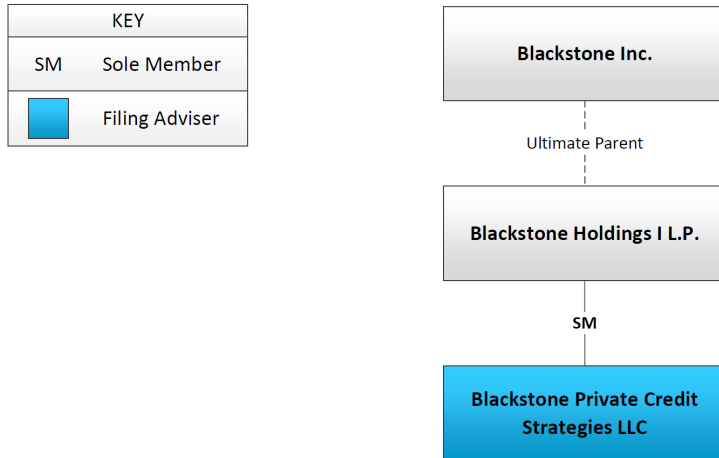 KEY
SM Sole Member
Filing Adviser
Blackstone Inc.
Ultimate Parent
Blackstone Holdings I L.P.
SM
Blackstone Private Credit
Strategies LLC